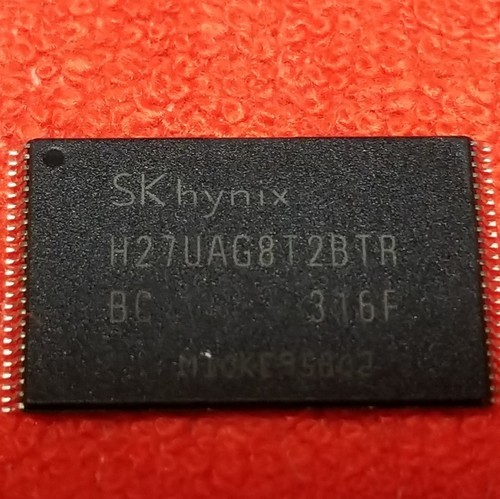 SK hynix
H27UAG8T2BTR
BC 316F